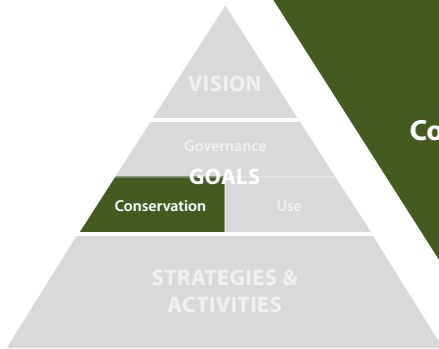 VISION
Governance
GOALS
Conservation
Use
STRATEGIES &
ACTIVITIES